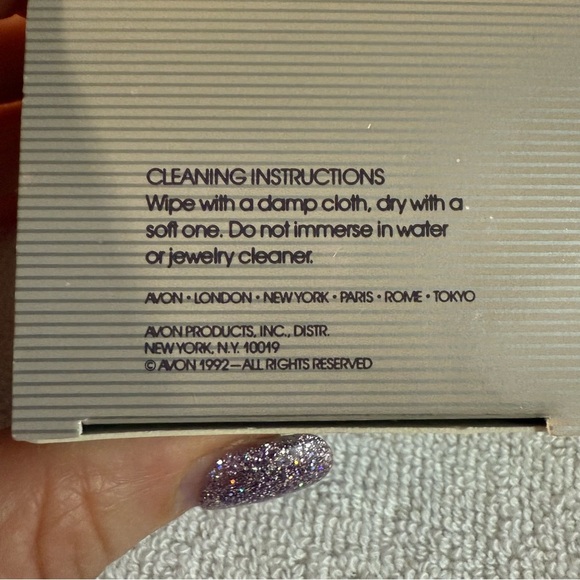 CLEANING INSTRUCTIONS
Wipe with a damp cloth, dry with a
soft one. Do not immerse in water
or jewelry cleaner.
AVON • LONDON • NEW YORK • PARIS • ROME • TOKYO
AVON PRODUCTS, INC., DISTR.
NEW YORK, N.Y. 10019
© AVON 1992—ALL RIGHTS RESERVED